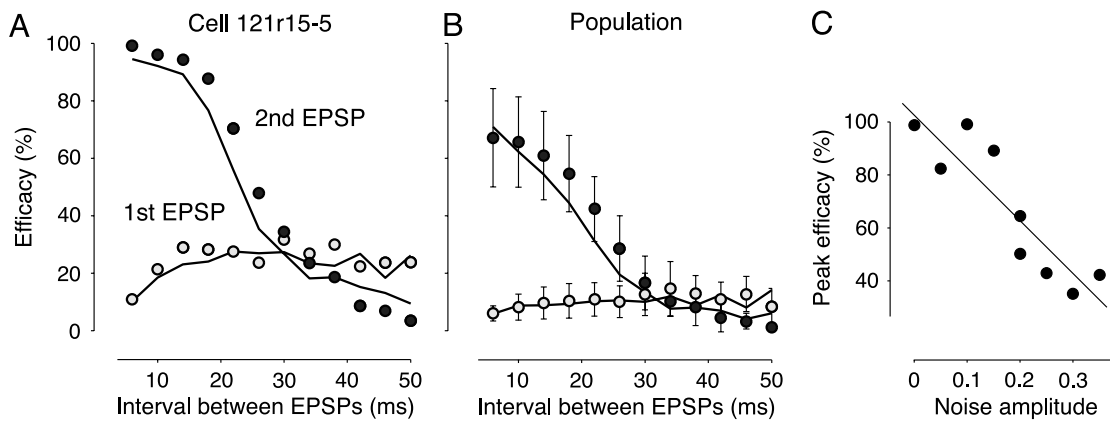 A
Cell 121r15-5
100
80
60
40
20
0
Efficacy (%)
2nd EPSP
1st EPSP
10 20 30 40 50
Interval between EPSPs (ms)
B
Population
10 20 30 40 50
Interval between EPSPs (ms)
C
100
80
60
40
Peak efficacy (%)
0 0.1 0.2 0.3
Noise amplitude